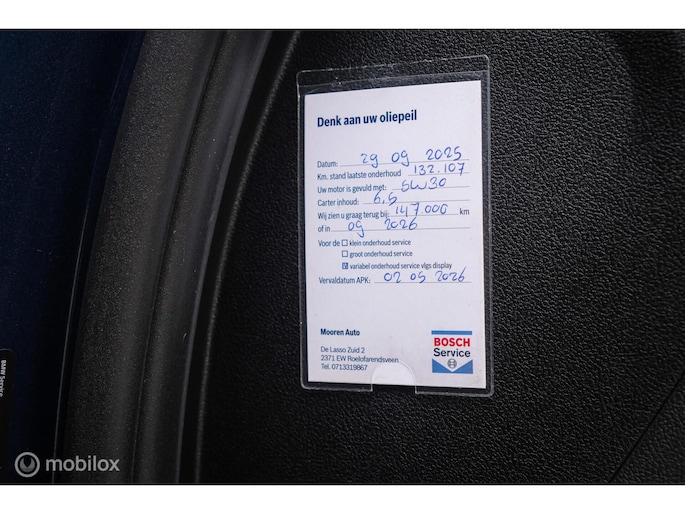 Denk aan uw oliepeil
Datum: 29 09 2025
Km. stand laatste onderhoud 132.107
Uw motor is gevuld met: 5W30
Carter inhoud: 6,5
Wij zien u graag terug bij: 147.000 km
of in 09 2026
Voor de klein onderhoud service
groot onderhoud service
variabel onderhoud service vlgs display
Vervaldatum APK: 02 05 2026
Mooren Auto
De Lasso Zuid 2
2371 EW Roelofarendsveen
Tel. 0713319867
BOSCH
Service
BMW Service
mobilox